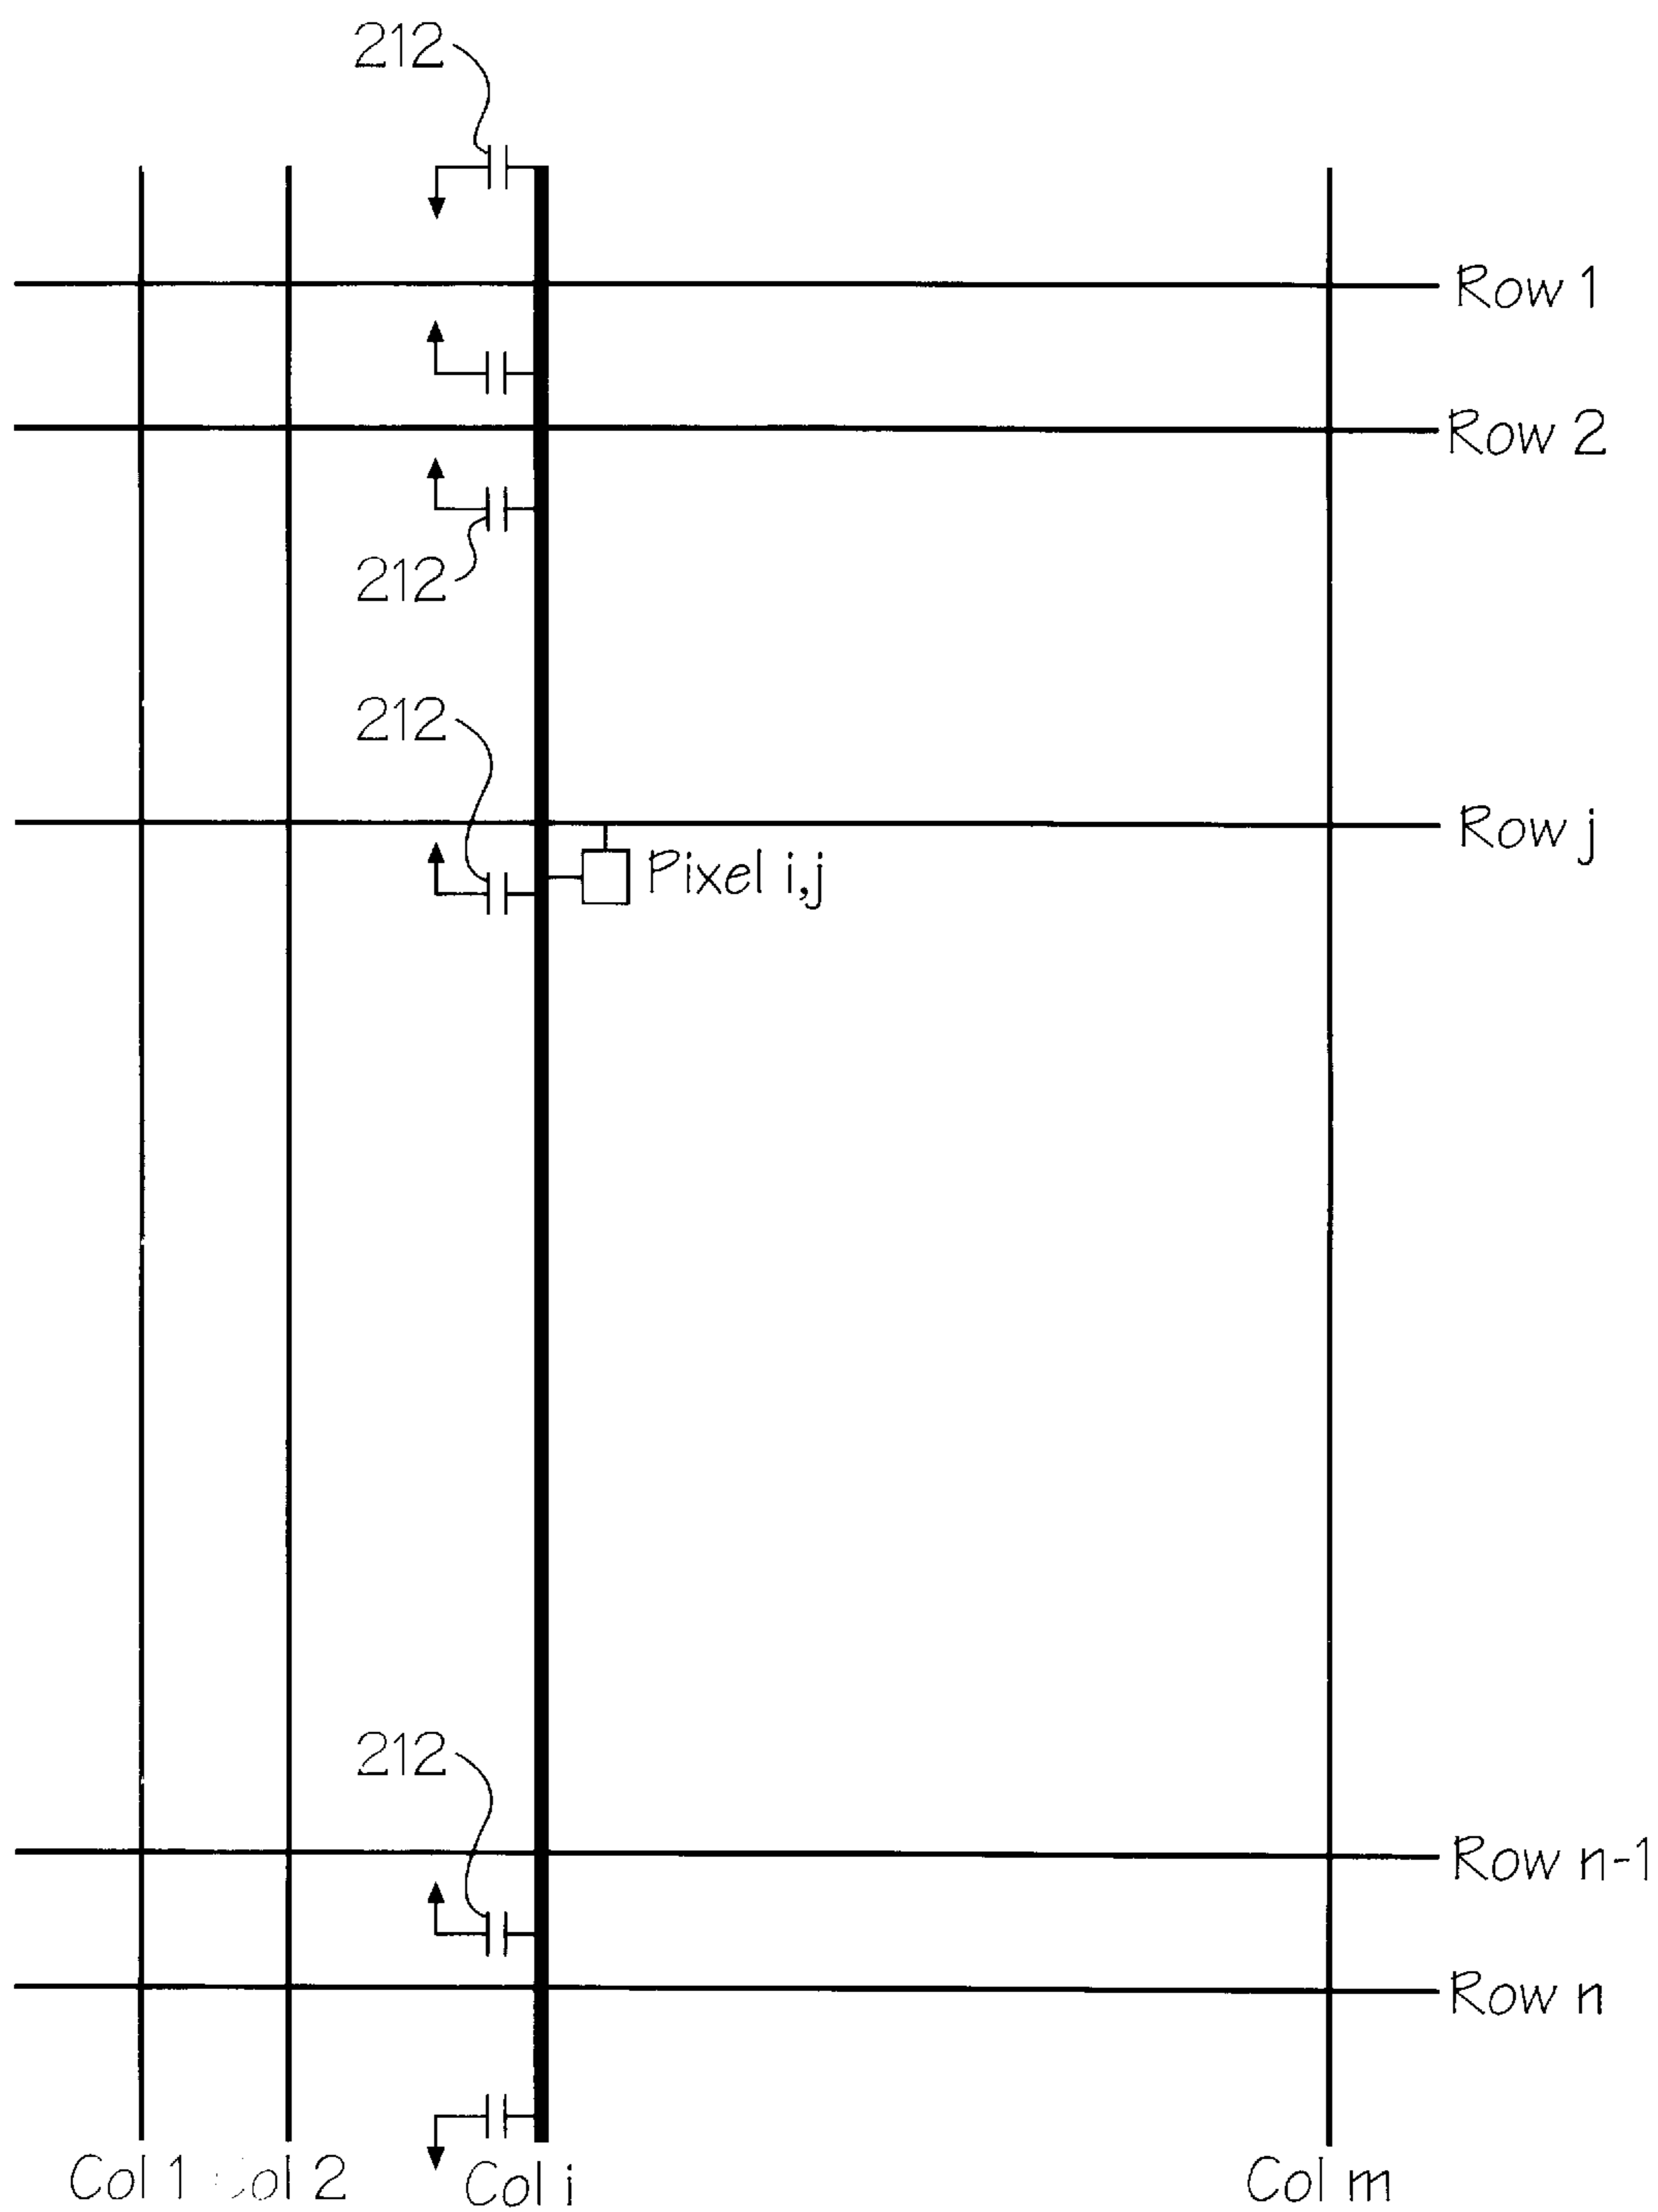 212
Row 1
Row 2
212
212
Row j
Pixel i,j
212
Row n-1
Row n
Col 1
Col 2
Col i
Col m